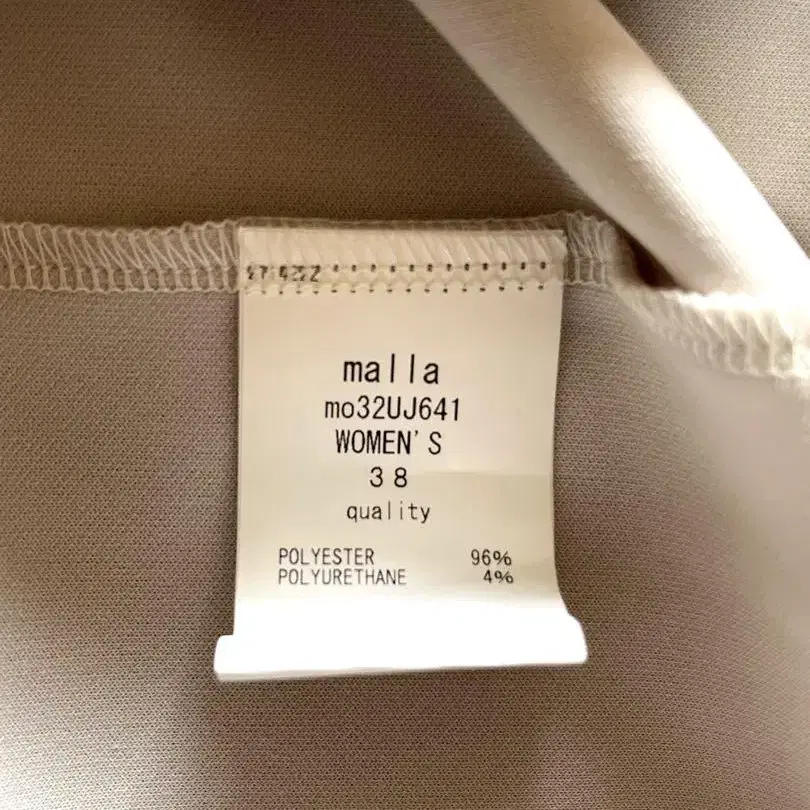 malla
mo32UJ641
WOMEN'S
38
quality
POLYESTER 96%
POLYURETHANE 4%